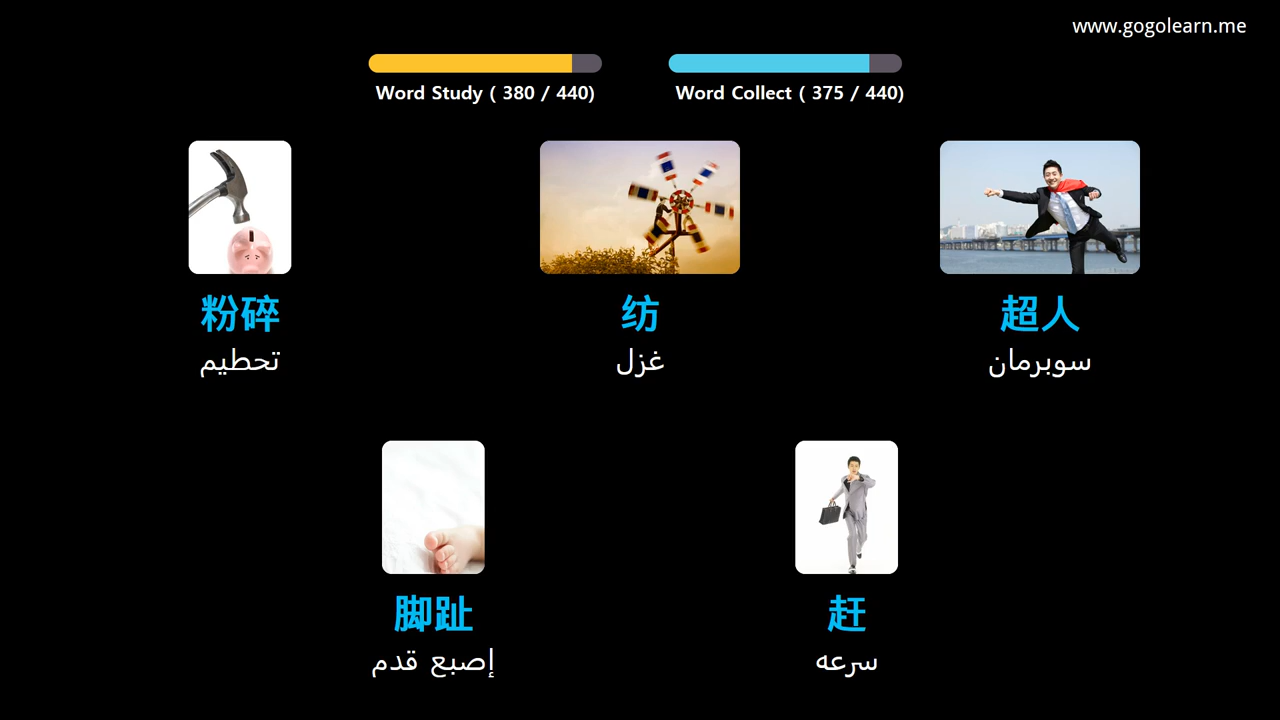 www.gogolearn.me
Word Study ( 380 / 440)
Word Collect ( 375 / 440)
粉碎
تحطيم
纺
غزل
超人
سوبرمان
脚趾
إصبع قدم
赶
سرعه